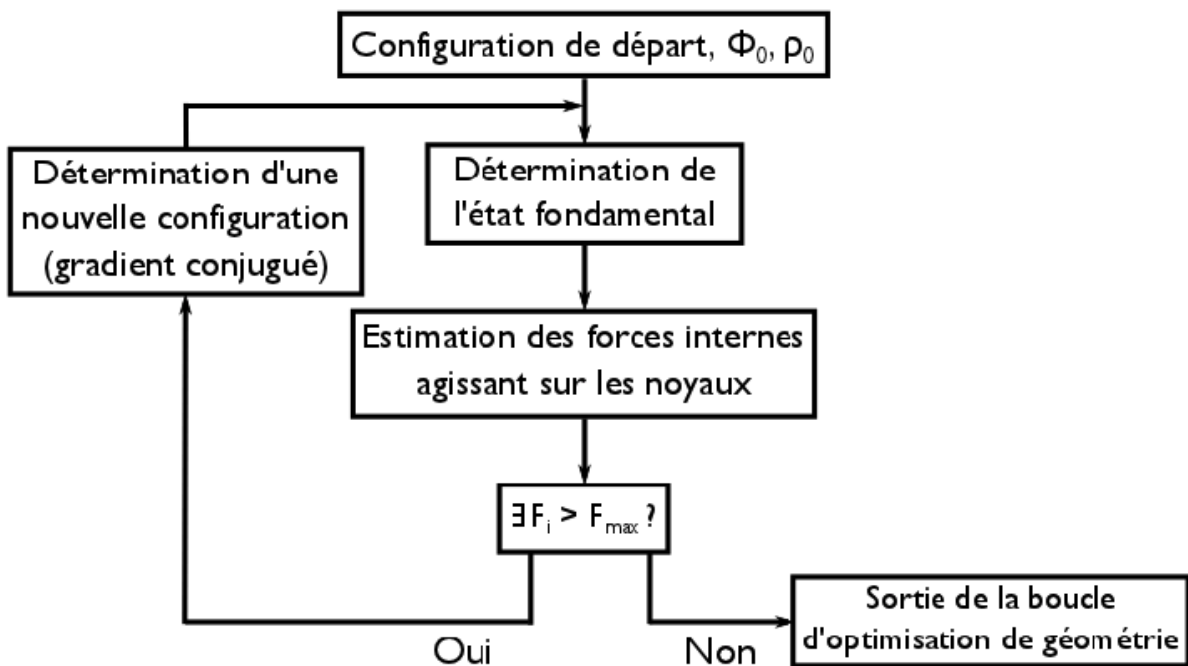 Configuration de départ, Φ₀, ρ₀
Détermination d'une
nouvelle configuration
(gradient conjugué)
Détermination de
l'état fondamental
Estimation des forces internes
agissant sur les noyaux
∃Fᵢ > Fₘₐₓ ?
Oui
Non
Sortie de la boucle
d'optimisation de géométrie